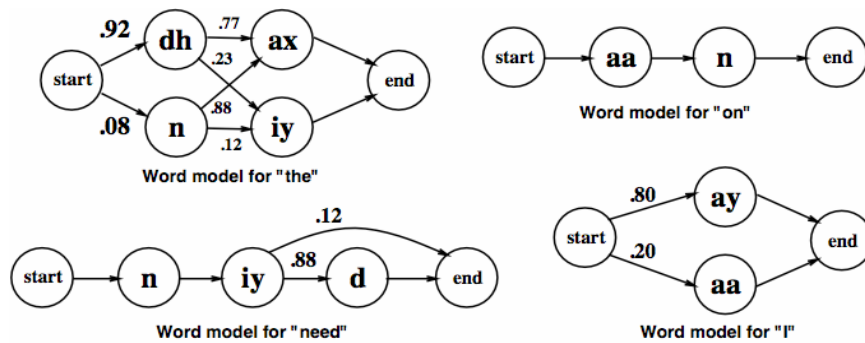 .92 dh .77 ax
start .23 end
.08 n .88 iy
.12
Word model for "the"
start aa n end
Word model for "on"
.12
start n iy .88 d end
Word model for "need"
.80 ay
start end
.20 aa
Word model for "I"